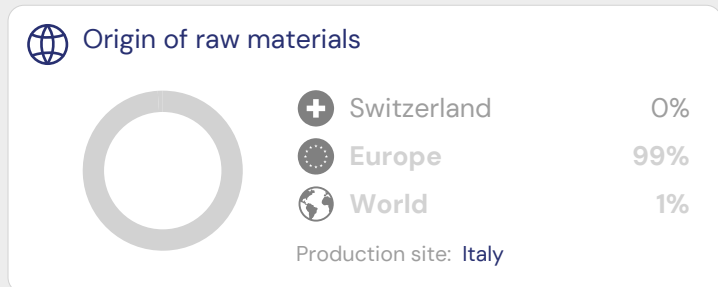 Origin of raw materials
Switzerland 0%
Europe 99%
World 1%
Production site: Italy